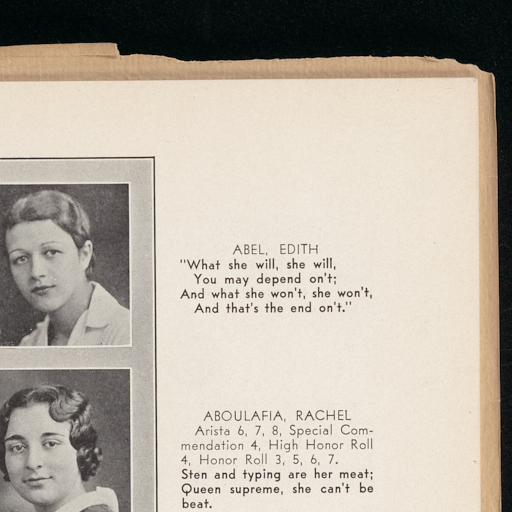 ABEL, EDITH
"What she will, she will,
You may depend on't;
And what she won't, she won't,
And that's the end on't."
ABOULAFIA, RACHEL
Arista 6, 7, 8, Special Com-
mendation 4, High Honor Roll
4, Honor Roll 3, 5, 6, 7.
Sten and typing are her meat;
Queen supreme, she can't be
beat.